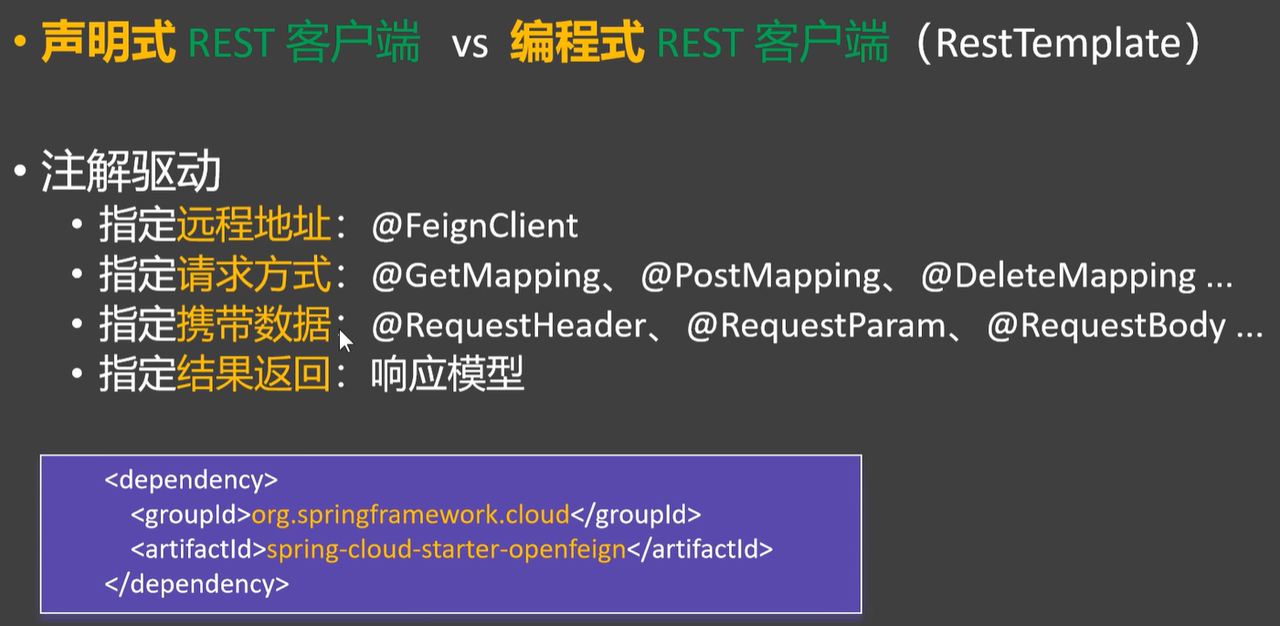 • 声明式 REST 客户端 vs 编程式 REST 客户端（RestTemplate）
• 注解驱动
• 指定远程地址：@FeignClient
• 指定请求方式：@GetMapping、@PostMapping、@DeleteMapping ...
• 指定携带数据：@RequestHeader、@RequestParam、@RequestBody ...
• 指定结果返回：响应模型
<dependency>
<groupId>org.springframework.cloud</groupId>
<artifactId>spring-cloud-starter-openfeign</artifactId>
</dependency>